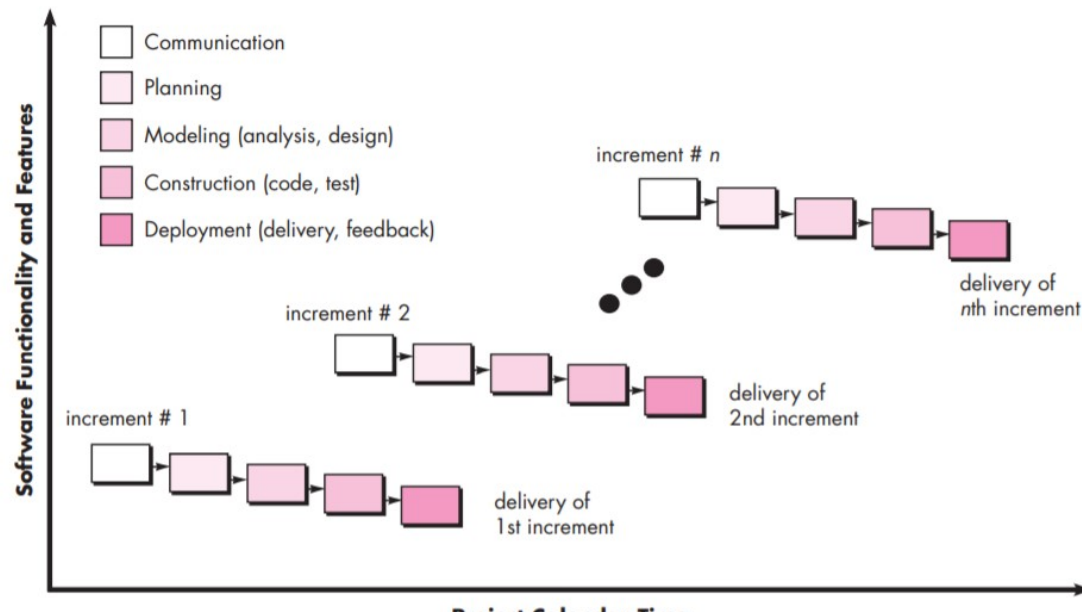 Software Functionality and Features
Communication
Planning
Modeling (analysis, design)
Construction (code, test)
Deployment (delivery, feedback)
increment # n
delivery of
nth increment
increment # 2
delivery of
2nd increment
increment # 1
delivery of
1st increment